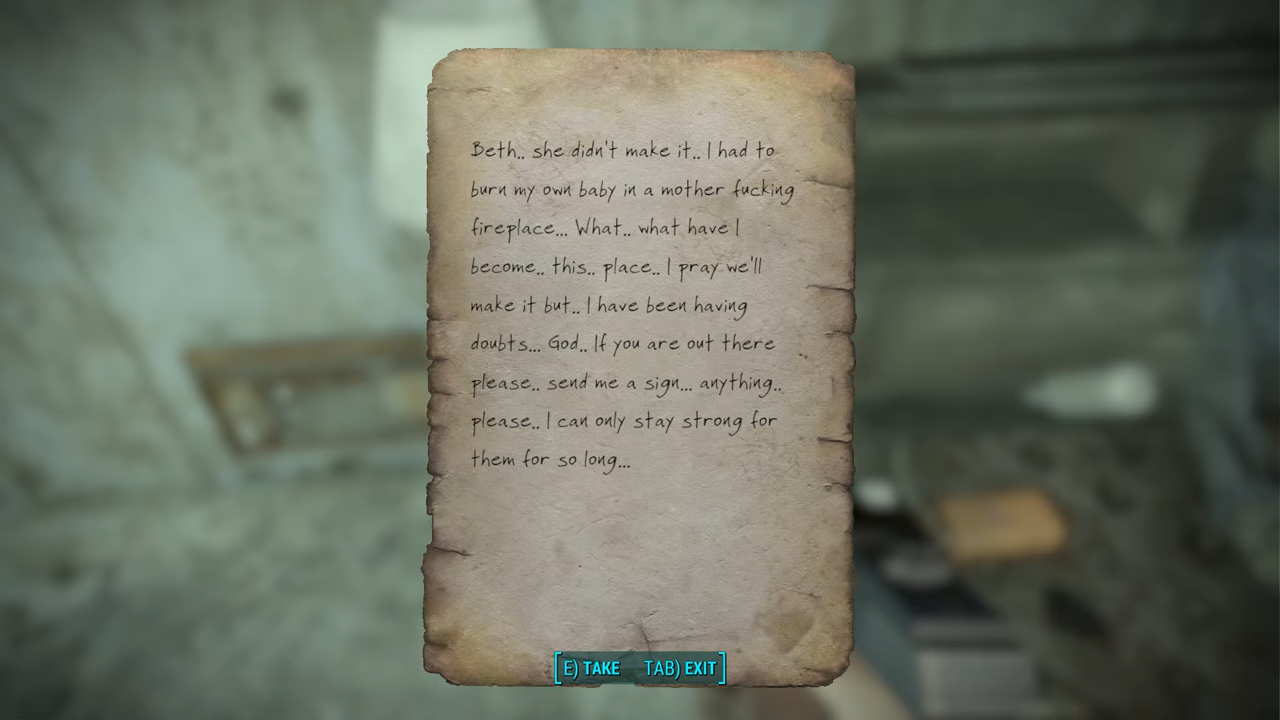 Beth.. she didn't make it.. I had to
burn my own baby in a mother fucking
fireplace... What.. what have I
become.. this.. place.. I pray we'll
make it but.. I have been having
doubts... God.. If you are out there
please.. send me a sign... anything..
please.. I can only stay strong for
them for so long...
E) TAKE TAB) EXIT